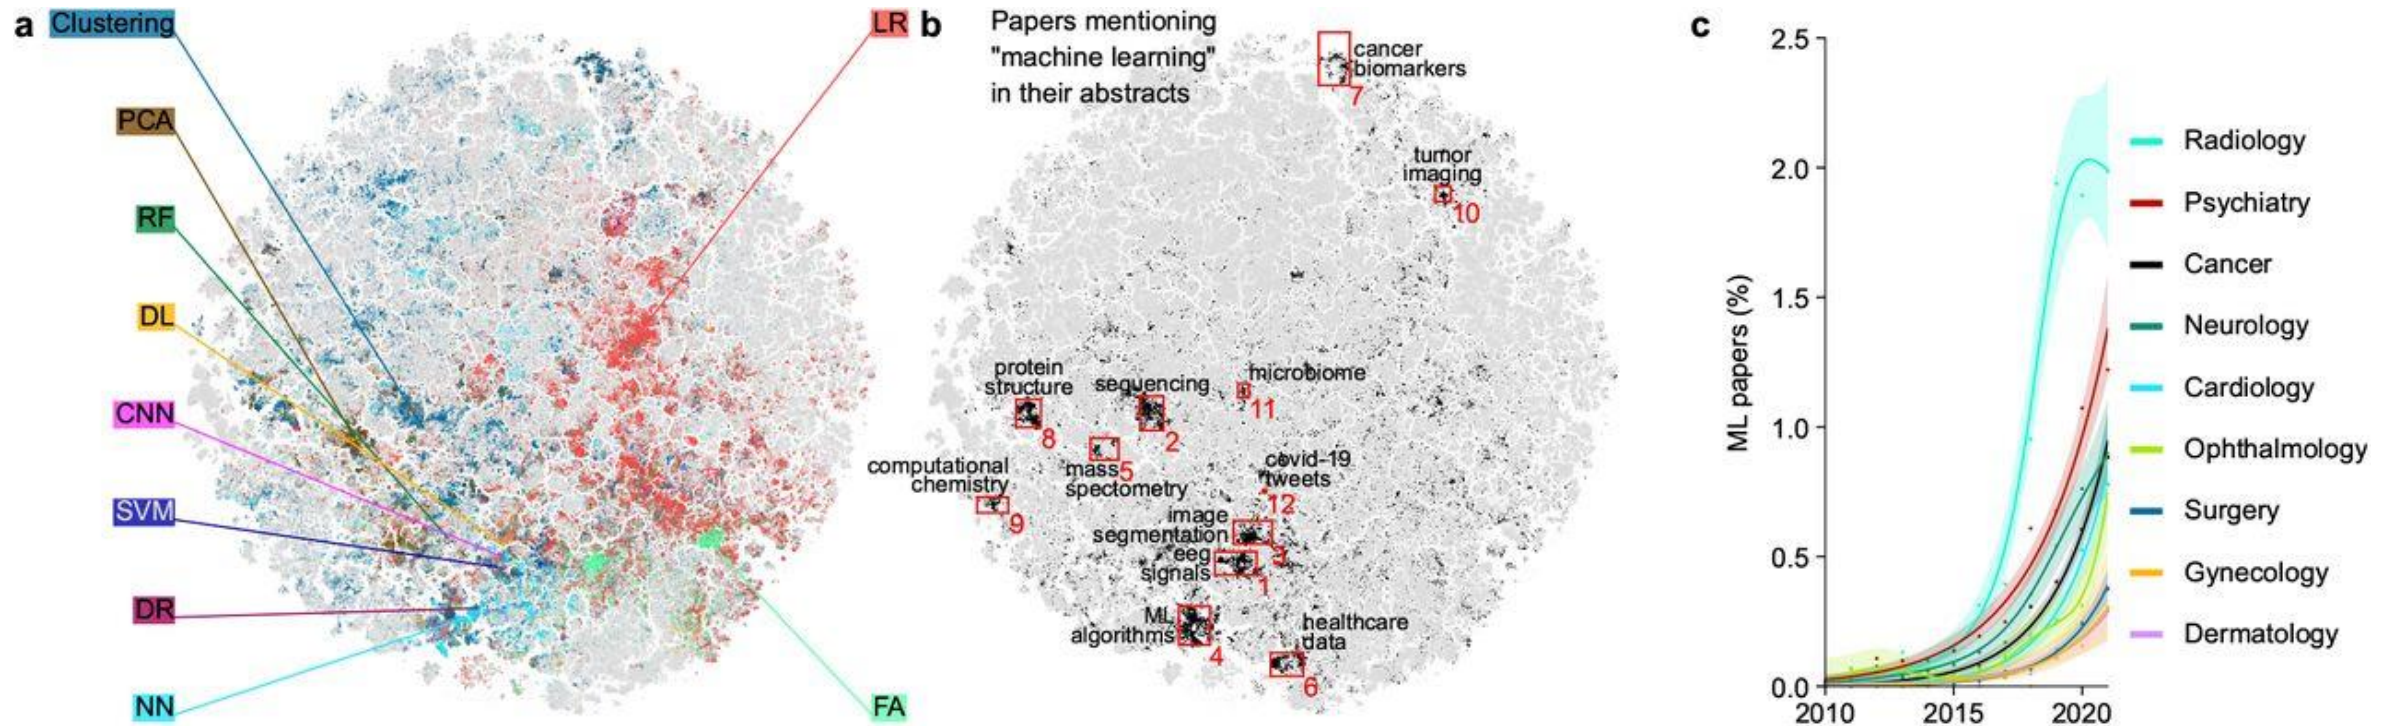 a
Clustering
PCA
RF
DL
CNN
SVM
DR
NN
LR
FA
b
Papers mentioning
"machine learning"
in their abstracts
cancer
biomarkers
7
tumor
imaging
10
protein
structure
8
sequencing
2
microbiome
11
mass
spectometry
5
computational
chemistry
9
covid-19
tweets
12
image
segmentation
3
eeg
signals
1
ML
algorithms
4
healthcare
data
6
c
ML papers (%)
2.5
2.0
1.5
1.0
0.5
0.0
2010
2015
2020
Radiology
Psychiatry
Cancer
Neurology
Cardiology
Ophthalmology
Surgery
Gynecology
Dermatology